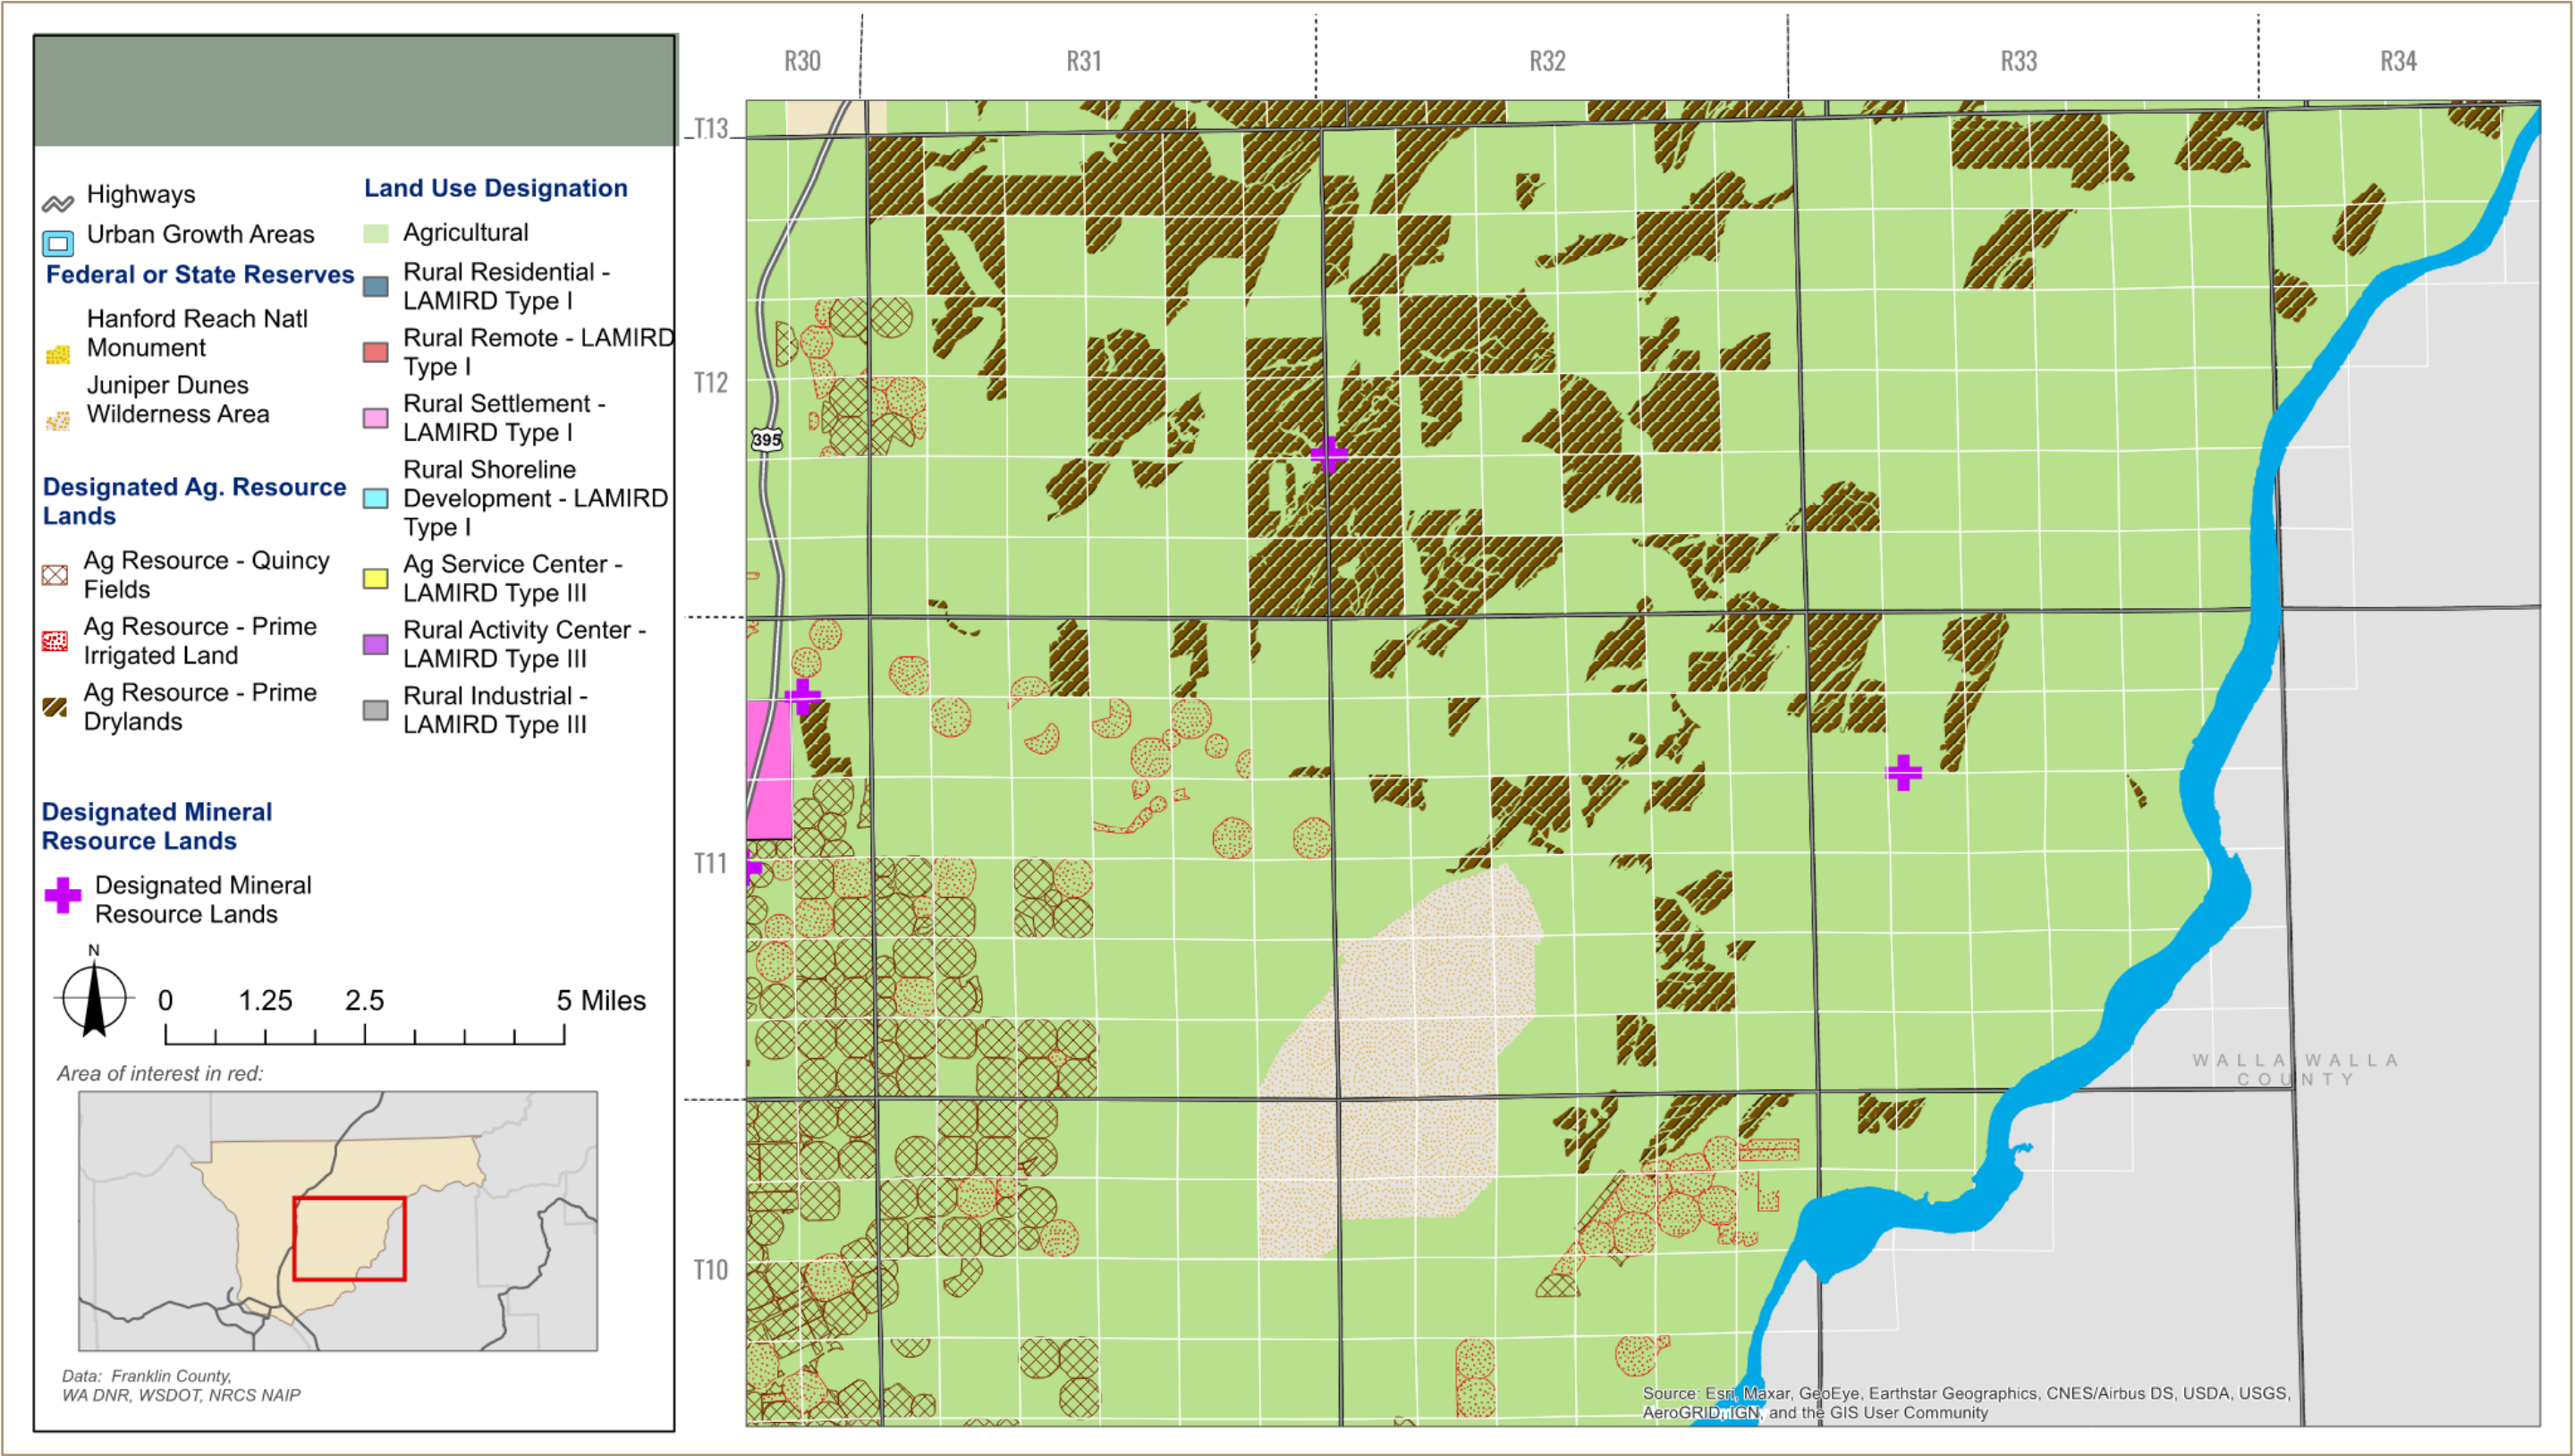 R30
R31
R32
R33
R34
T13
T12
T11
T10
Highways
Urban Growth Areas
Federal or State Reserves
Hanford Reach Natl
Monument
Juniper Dunes
Wilderness Area
Designated Ag. Resource
Lands
Ag Resource - Quincy
Fields
Ag Resource - Prime
Irrigated Land
Ag Resource - Prime
Drylands
Designated Mineral
Resource Lands
Designated Mineral
Resource Lands
Land Use Designation
Agricultural
Rural Residential -
LAMIRD Type I
Rural Remote - LAMIRD
Type I
Rural Settlement -
LAMIRD Type I
Rural Shoreline
Development - LAMIRD
Type I
Ag Service Center -
LAMIRD Type III
Rural Activity Center -
LAMIRD Type III
Rural Industrial -
LAMIRD Type III
N
0 1.25 2.5 5 Miles
Area of interest in red:
Data: Franklin County,
WA DNR, WSDOT, NRCS NAIP
395
WALLA WALLA
COUNTY
Source: Esri, Maxar, GeoEye, Earthstar Geographics, CNES/Airbus DS, USDA, USGS,
AeroGRID, IGN, and the GIS User Community